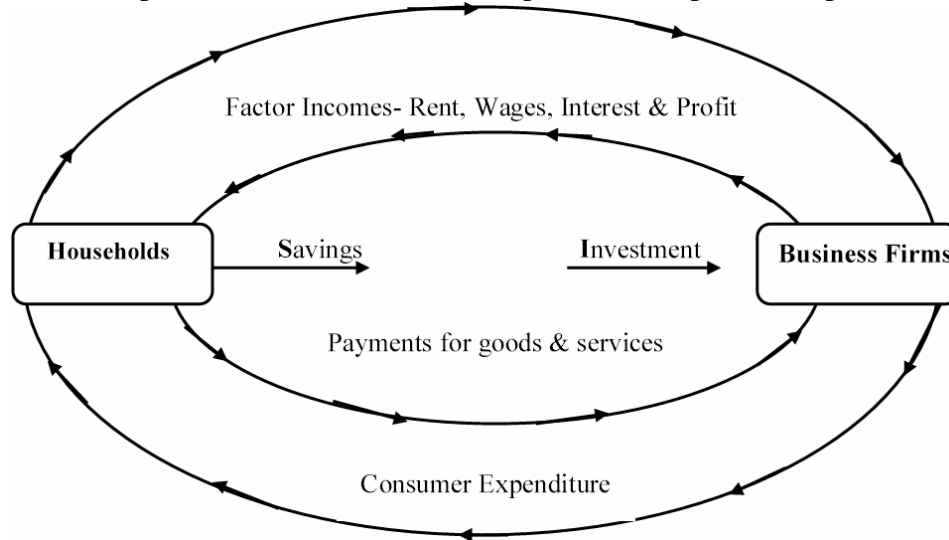 Factor Incomes- Rent, Wages, Interest & Profit
Households
Savings
Investment
Business Firms
Payments for goods & services
Consumer Expenditure